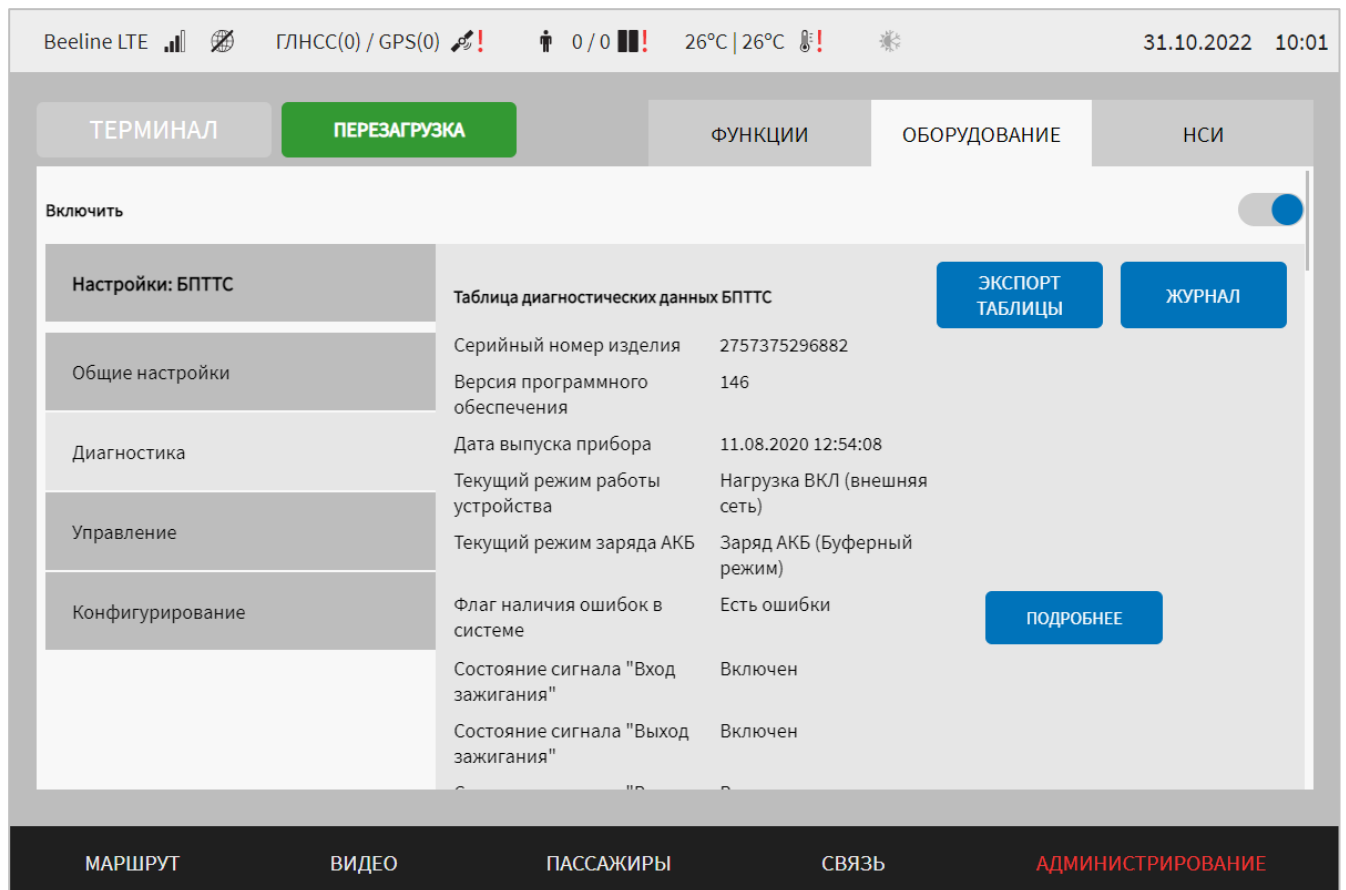 Beeline LTE ГЛНСС(0) / GPS(0) ! 0 / 0 ! 26°C | 26°C ! 31.10.2022 10:01
ТЕРМИНАЛ ПЕРЕЗАГРУЗКА ФУНКЦИИ ОБОРУДОВАНИЕ НСИ
Включить
Настройки: БПТТС
Общие настройки
Диагностика
Управление
Конфигурирование
Таблица диагностических данных БПТТС
ЭКСПОРТ
ТАБЛИЦЫ
ЖУРНАЛ
Серийный номер изделия 2757375296882
Версия программного 146
обеспечения
Дата выпуска прибора 11.08.2020 12:54:08
Текущий режим работы Нагрузка ВКЛ (внешняя
устройства сеть)
Текущий режим заряда АКБ Заряд АКБ (Буферный
режим)
Флаг наличия ошибок в Есть ошибки ПОДРОБНЕЕ
системе
Состояние сигнала "Вход Включен
зажигания"
Состояние сигнала "Выход Включен
зажигания"
МАРШРУТ ВИДЕО ПАССАЖИРЫ СВЯЗЬ АДМИНИСТРИРОВАНИЕ